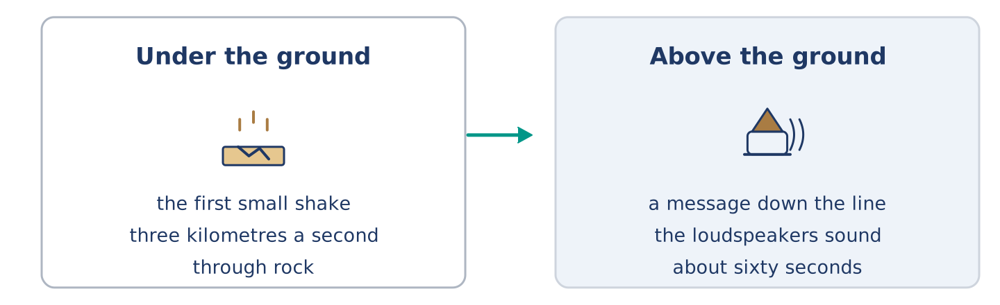 Under the ground
the first small shake
three kilometres a second
through rock
Above the ground
a message down the line
the loudspeakers sound
about sixty seconds